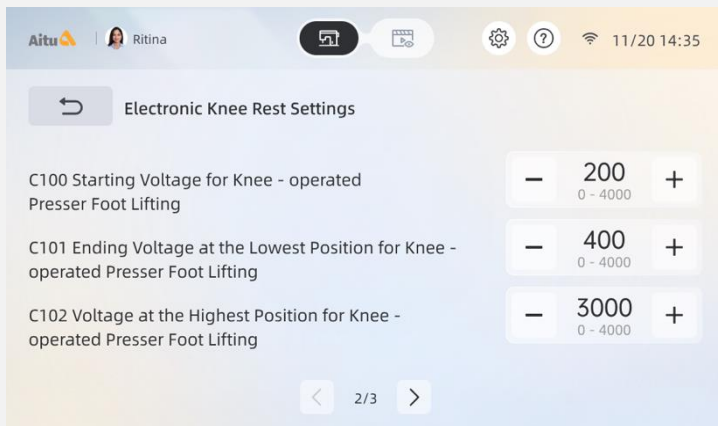 Aitu Ritina 11/20 14:35
Electronic Knee Rest Settings
C100 Starting Voltage for Knee - operated
Presser Foot Lifting
200
0 - 4000
C101 Ending Voltage at the Lowest Position for Knee -
operated Presser Foot Lifting
400
0 - 4000
C102 Voltage at the Highest Position for Knee -
operated Presser Foot Lifting
3000
0 - 4000
2/3